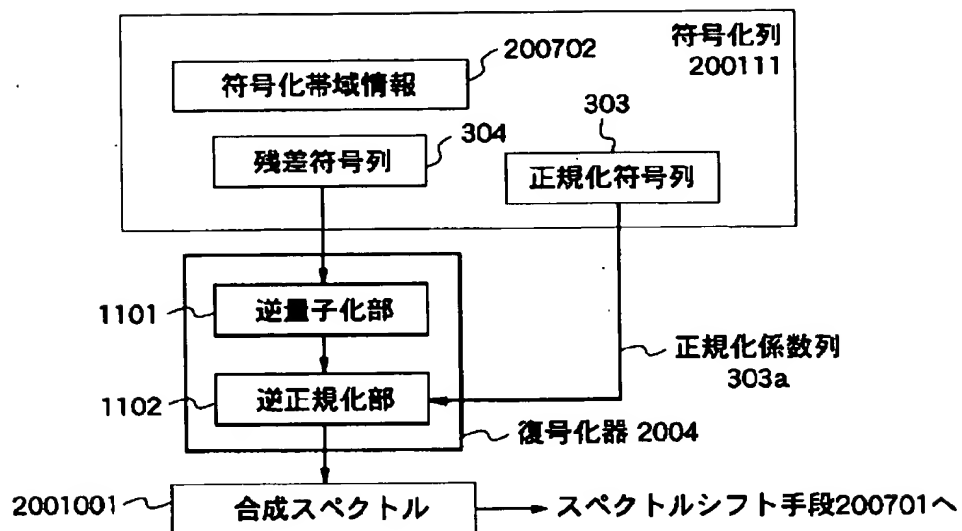 符号化列
200111
200702
符号化帯域情報
303
304
残差符号列
正規化符号列
1101
逆量子化部
正規化係数列
303a
1102
逆正規化部
復号化器 2004
2001001
合成スペクトル
スペクトルシフト手段200701へ